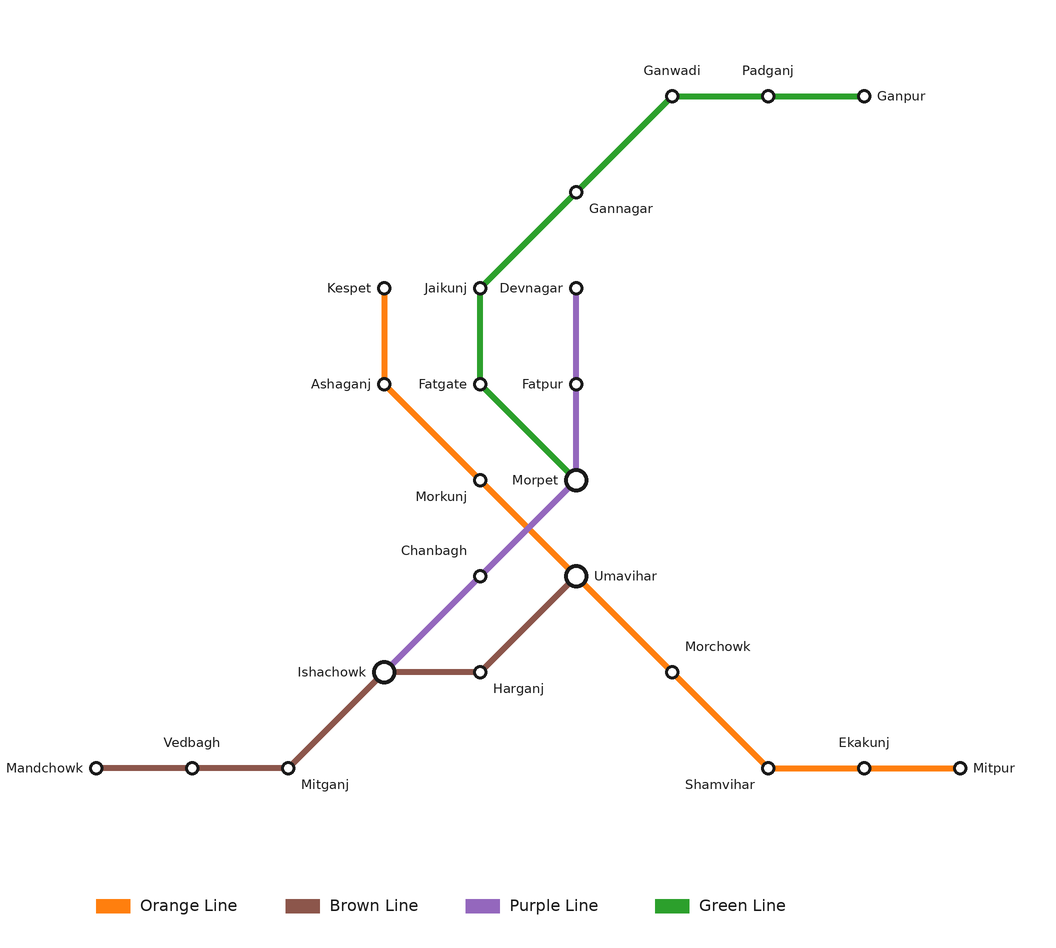 Ganwadi Padganj
Ganpur
Gannagar
Kespet Jaikunj Devnagar
Ashaganj Fatgate Fatpur
Morpet
Morkunj
Chanbagh
Umavihar
Morchowk
Ishachowk
Harganj
Vedbagh Ekakunj
Mandchowk Mitpur
Mitganj Shamvihar
Orange Line Brown Line Purple Line Green Line